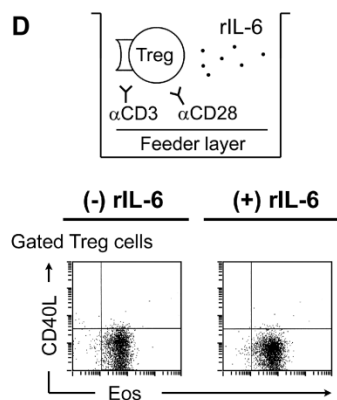 D
rIL-6
Treg
αCD3 αCD28
Feeder layer
(-) rIL-6 (+) rIL-6
Gated Treg cells
CD40L
Eos